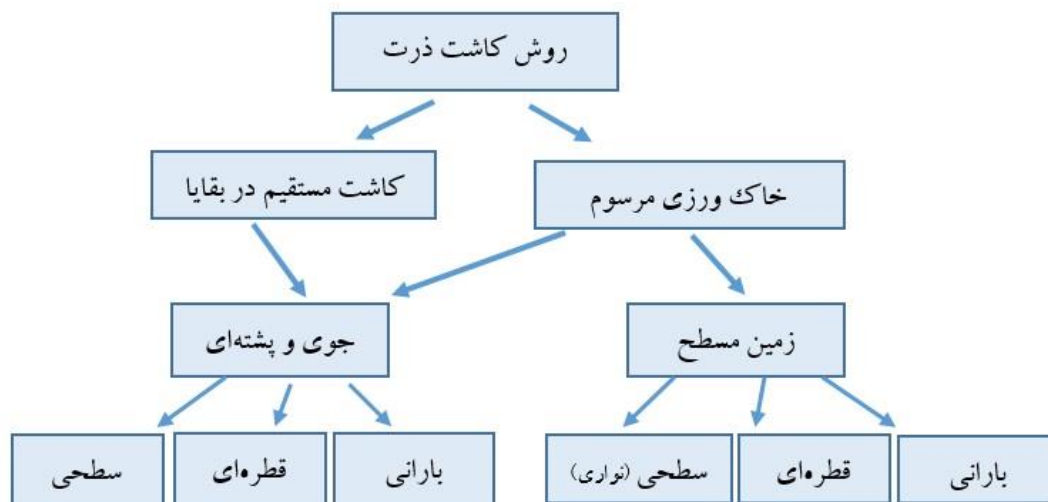 روش کاشت ذرت
خاک ورزی مرسوم
کاشت مستقیم در بقایا
زمین مسطح
جوی و پشته‌ای
بارانی
قطره‌ای
سطحی (نواری)
بارانی
قطره‌ای
سطحی